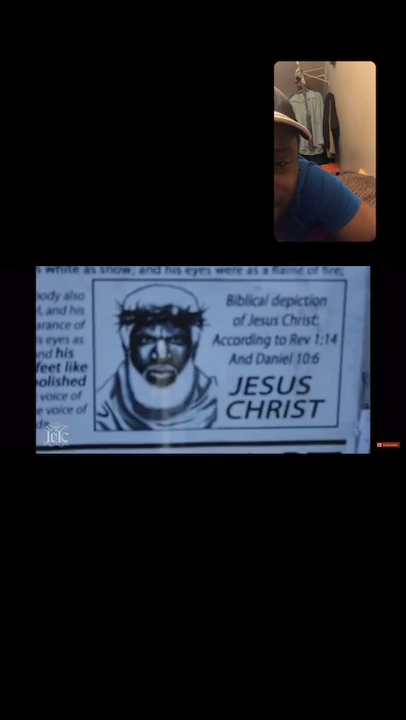 s white as snow; and his eyes were as a flame of fire;
body also
f, and his
arance of
s eyes as
nd his
feet like
polished
voice of
e voice of
Biblical depiction
of Jesus Christ;
According to Rev 1:14
And Daniel 10:6
JESUS
CHRIST